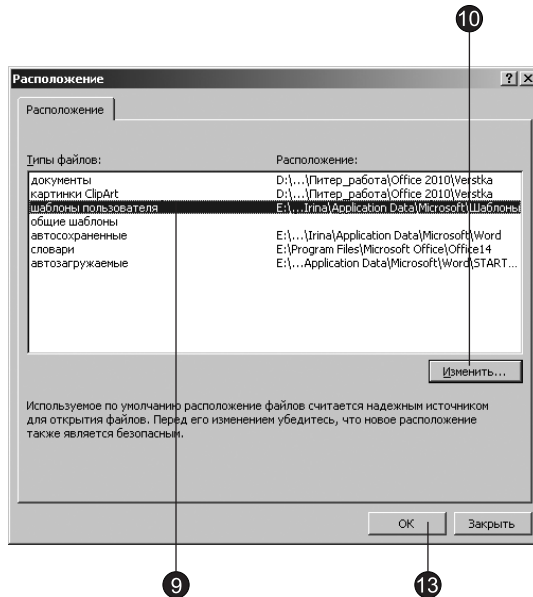 10
Расположение
Расположение
Типы файлов: Расположение:
документы D:\...\Питер_работа\Office 2010\Verstka
картинки ClipArt D:\...\Питер_работа\Office 2010\Verstka
шаблоны пользователя E:\...Irina\Application Data\Microsoft\Шаблоны
общие шаблоны
автосохраненные E:\...\Irina\Application Data\Microsoft\Word
словари E:\Program Files\Microsoft Office\Office14
автозагружаемые E:\...Application Data\Microsoft\Word\START...
Изменить...
Используемое по умолчанию расположение файлов считается надежным источником
для открытия файлов. Перед его изменением убедитесь, что новое расположение
также является безопасным.
OK Закрыть
9 13